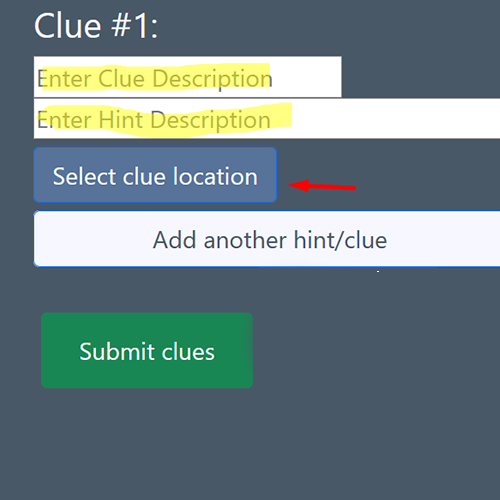 Clue #1:
Enter Clue Description
Enter Hint Description
Select clue location
Add another hint/clue
Submit clues